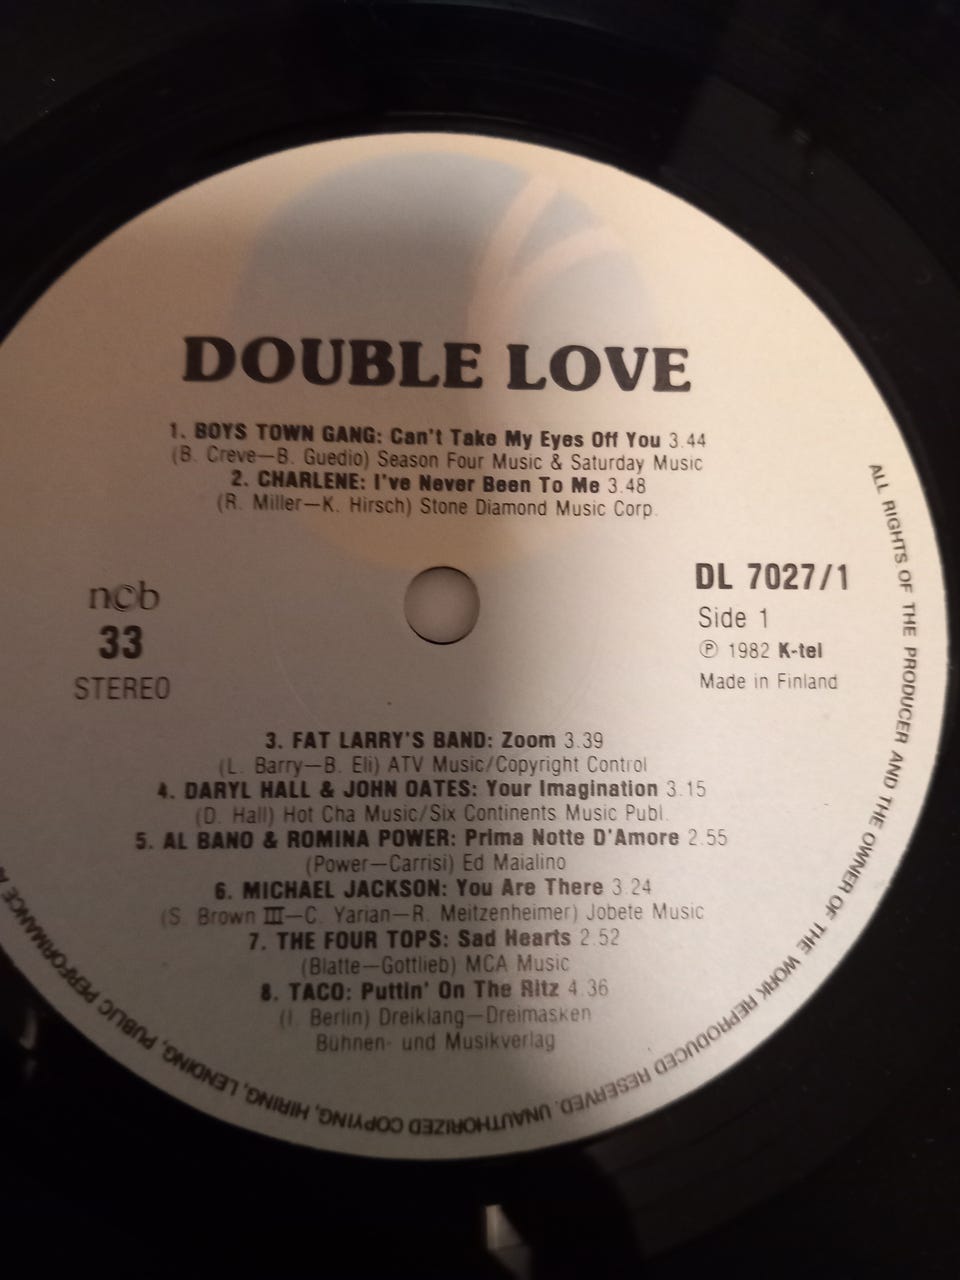 DOUBLE LOVE
1. BOYS TOWN GANG: Can't Take My Eyes Off You 3.44
(B. Creve—B. Guedio) Season Four Music & Saturday Music
2. CHARLENE: I've Never Been To Me 3.48
(R. Miller—K. Hirsch) Stone Diamond Music Corp.
ncb
33
STEREO
DL 7027/1
Side 1
℗ 1982 K-tel
Made in Finland
3. FAT LARRY'S BAND: Zoom 3.39
(L. Barry—B. Eli) ATV Music/Copyright Control
4. DARYL HALL & JOHN OATES: Your Imagination 3.15
(D. Hall) Hot Cha Music/Six Continents Music Publ.
5. AL BANO & ROMINA POWER: Prima Notte D'Amore 2.55
(Power—Carrisi) Ed Maialino
6. MICHAEL JACKSON: You Are There 3.24
(S. Brown III—C. Yarian—R. Meitzenheimer) Jobete Music
7. THE FOUR TOPS: Sad Hearts 2.52
(Blatte—Gottlieb) MCA Music
8. TACO: Puttin' On The Ritz 4.36
(I. Berlin) Dreiklang—Dreimasken
Bühnen- und Musikverlag
ALL RIGHTS OF THE PRODUCER AND THE OWNER OF THE WORK REPRODUCED RESERVED. UNAUTHORIZED COPYING, HIRING, LENDING, PUBLIC PERFORMANCE